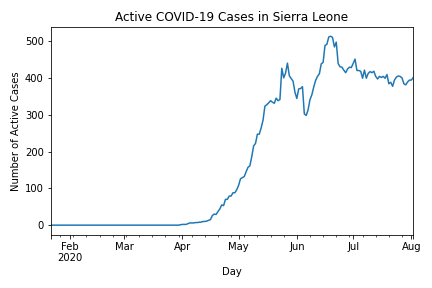 Active COVID-19 Cases in Sierra Leone
500
400
300
200
100
0
Number of Active Cases
Feb Mar Apr May Jun Jul Aug
2020
Day